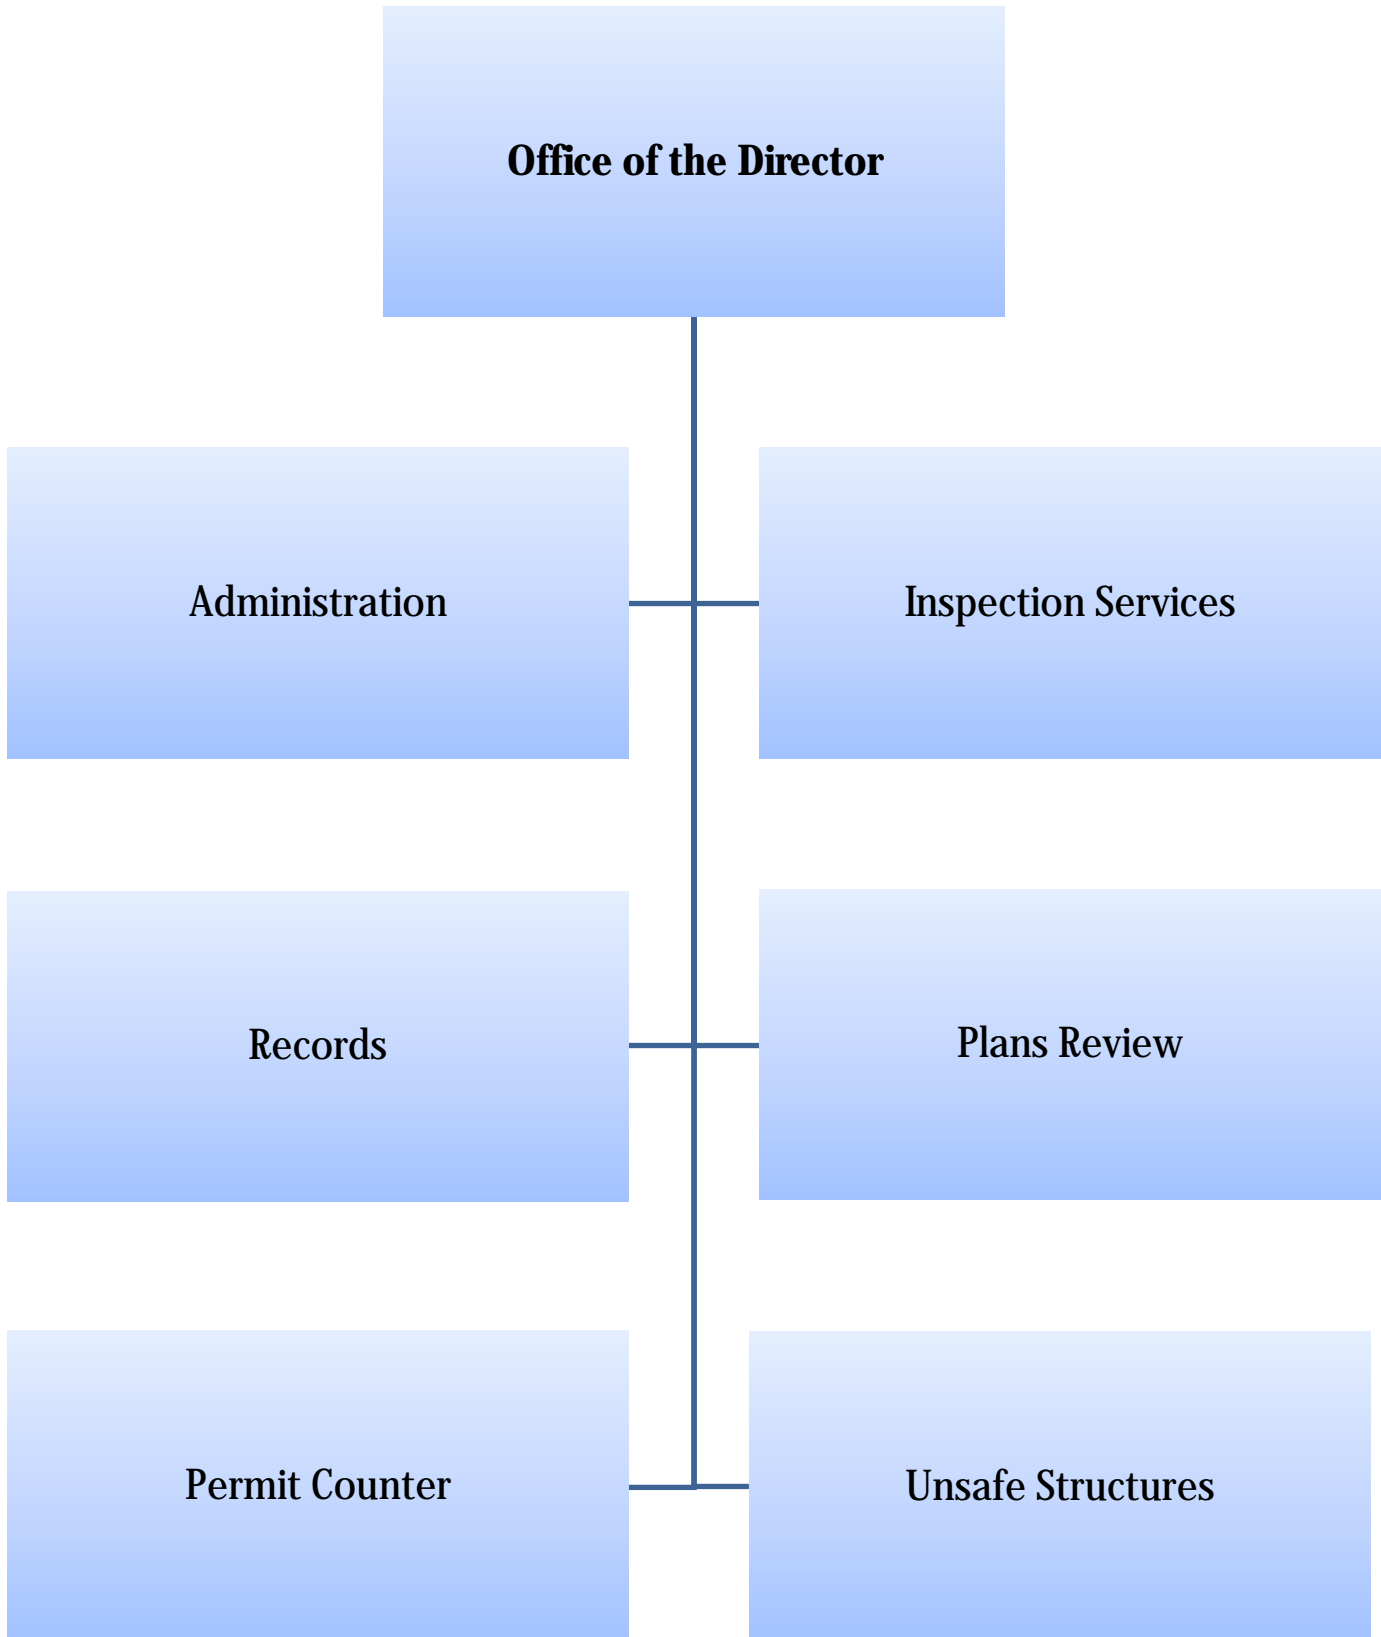 Office of the Director
Administration
Inspection Services
Records
Plans Review
Permit Counter
Unsafe Structures